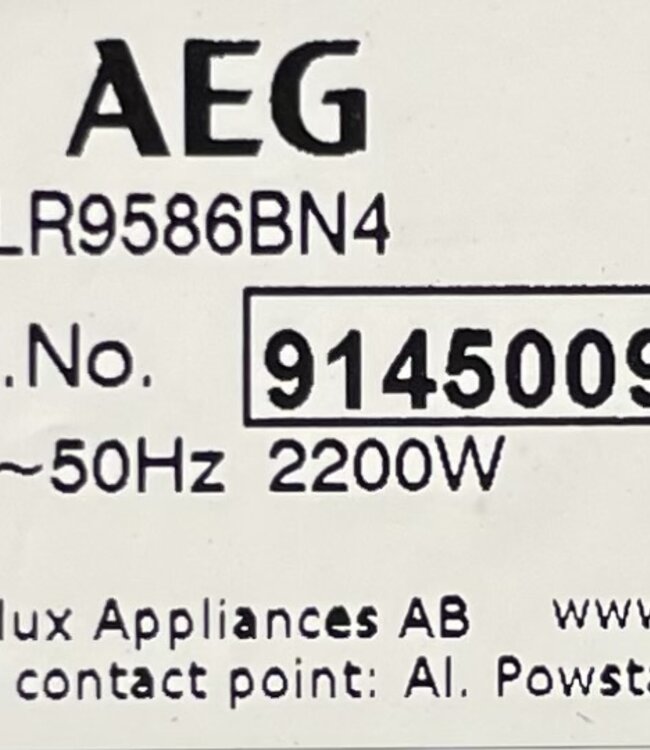 AEG
LR9586BN4
.No.
9145009
~50Hz 2200W
lux Appliances AB www.
contact point: Al. Powsta